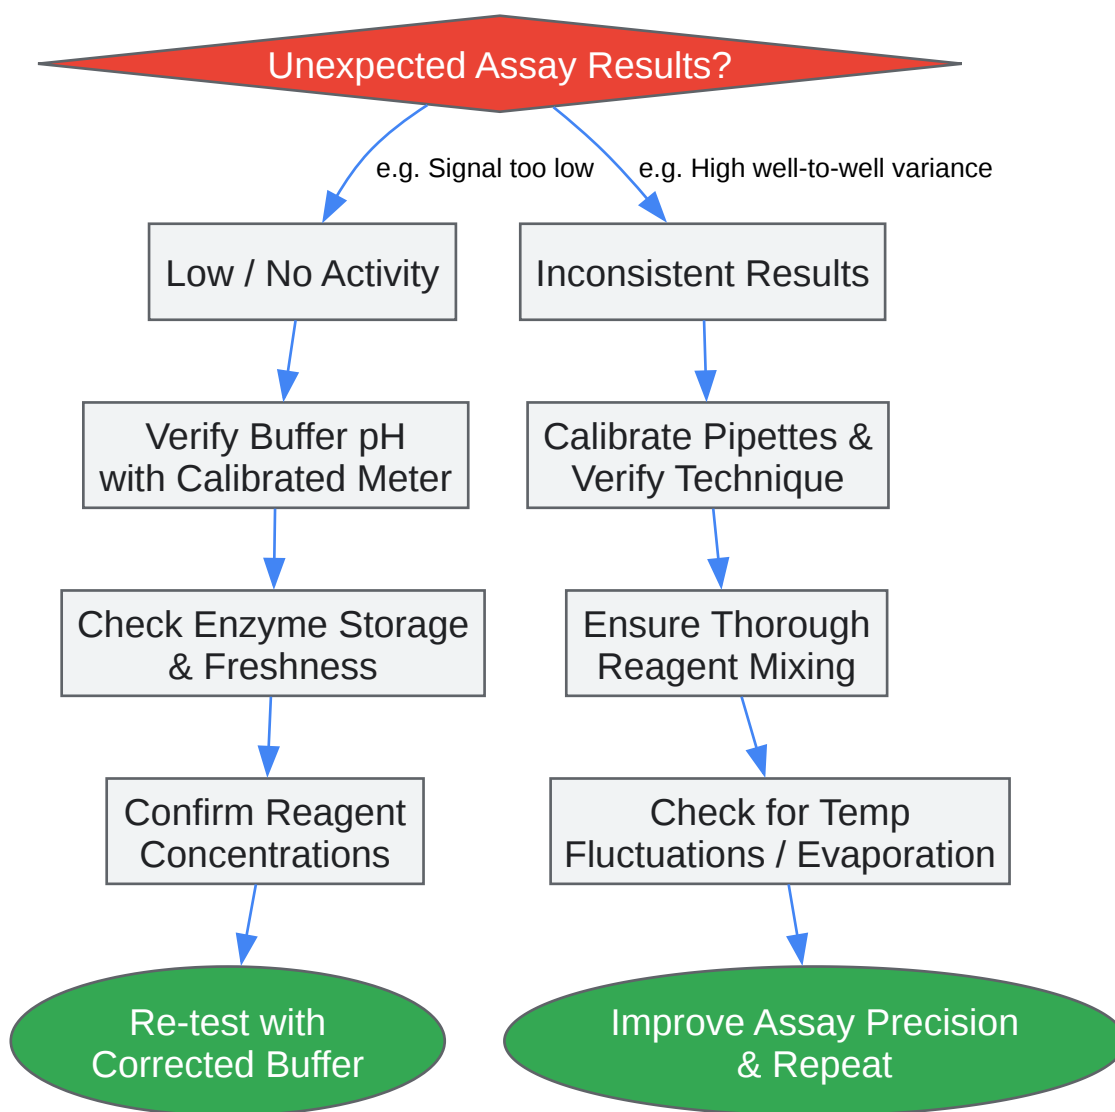 Unexpected Assay Results?
e.g. Signal too low
e.g. High well-to-well variance
Low / No Activity
Inconsistent Results
Verify Buffer pH
with Calibrated Meter
Calibrate Pipettes &
Verify Technique
Check Enzyme Storage
& Freshness
Ensure Thorough
Reagent Mixing
Confirm Reagent
Concentrations
Check for Temp
Fluctuations / Evaporation
Re-test with
Corrected Buffer
Improve Assay Precision
& Repeat